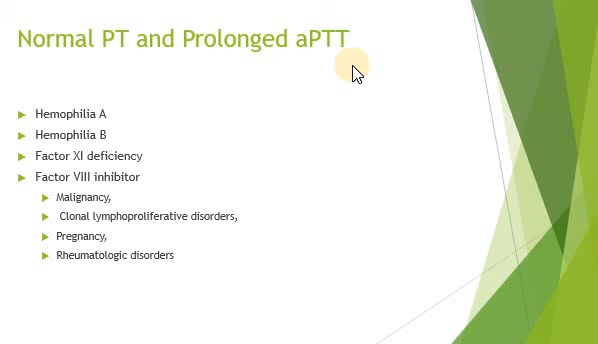 Normal PT and Prolonged aPTT
Hemophilia A
Hemophilia B
Factor XI deficiency
Factor VIII inhibitor
Malignancy,
Clonal lymphoproliferative disorders,
Pregnancy,
Rheumatologic disorders